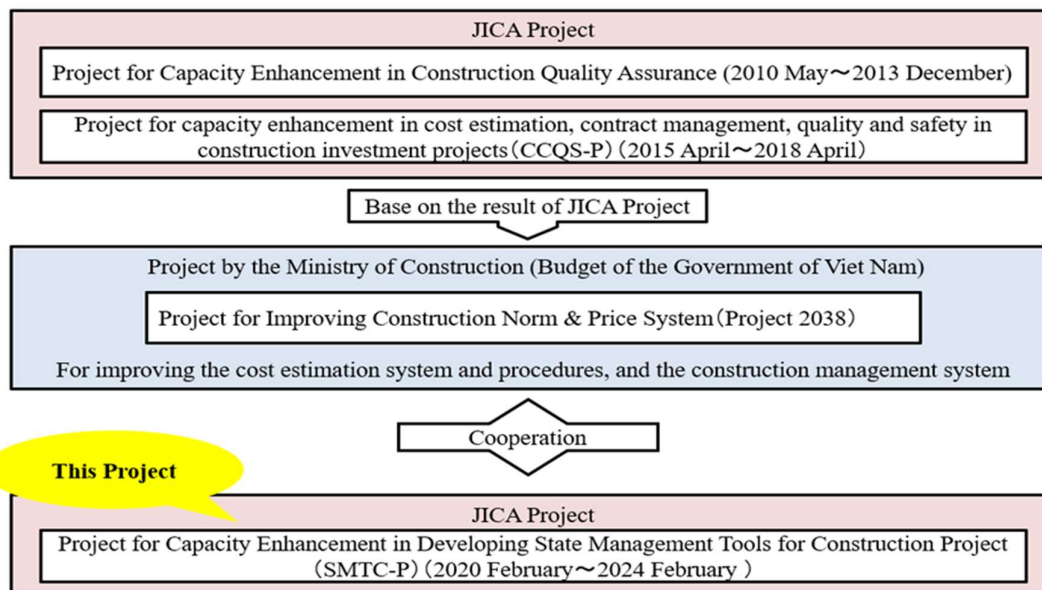 JICA Project
Project for Capacity Enhancement in Construction Quality Assurance (2010 May～2013 December)
Project for capacity enhancement in cost estimation, contract management, quality and safety in
construction investment projects（CCQS-P）（2015 April～2018 April）
Base on the result of JICA Project
Project by the Ministry of Construction (Budget of the Government of Viet Nam)
Project for Improving Construction Norm & Price System（Project 2038）
For improving the cost estimation system and procedures, and the construction management system
Cooperation
This Project
JICA Project
Project for Capacity Enhancement in Developing State Management Tools for Construction Project
（SMTC-P）（2020 February～2024 February ）